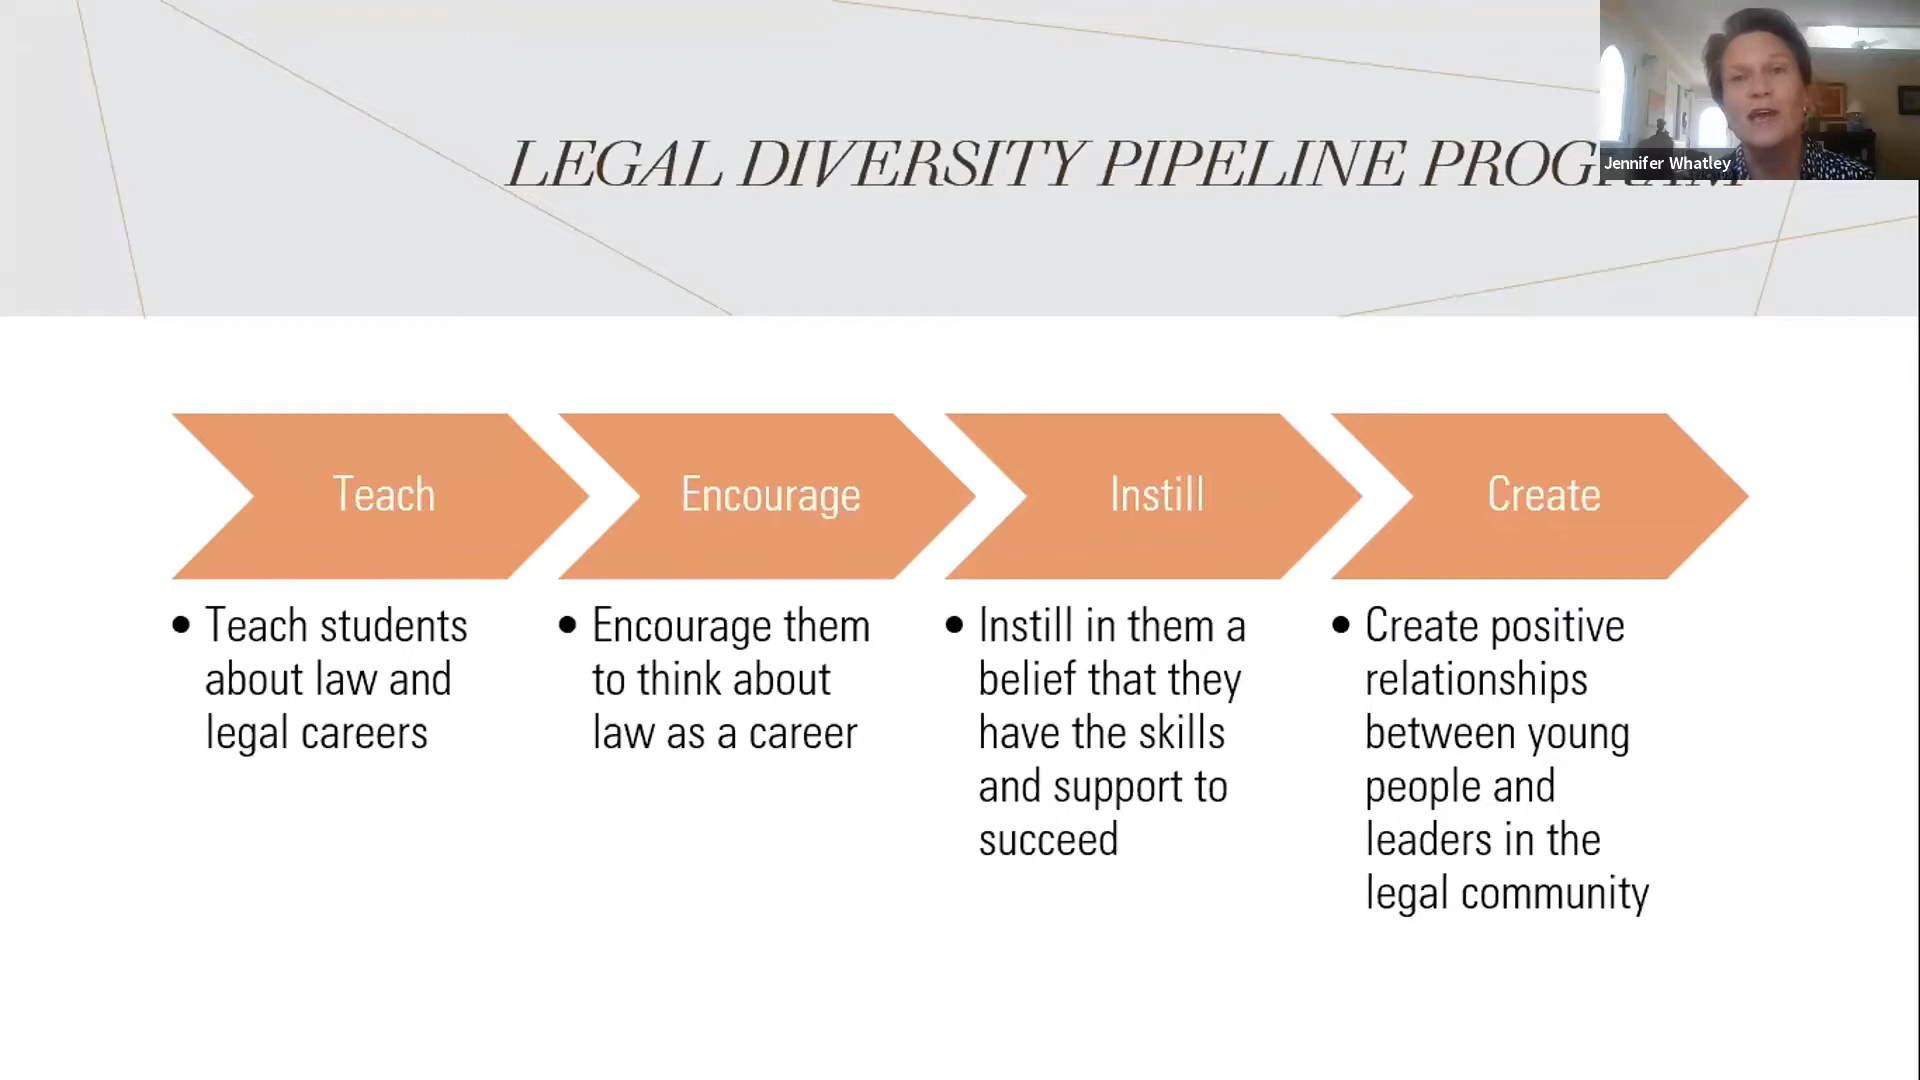 LEGAL DIVERSITY PIPELINE PROGRAM
Jennifer Whatley
Teach
Encourage
Instill
Create
• Teach students
about law and
legal careers
• Encourage them
to think about
law as a career
• Instill in them a
belief that they
have the skills
and support to
succeed
• Create positive
relationships
between young
people and
leaders in the
legal community